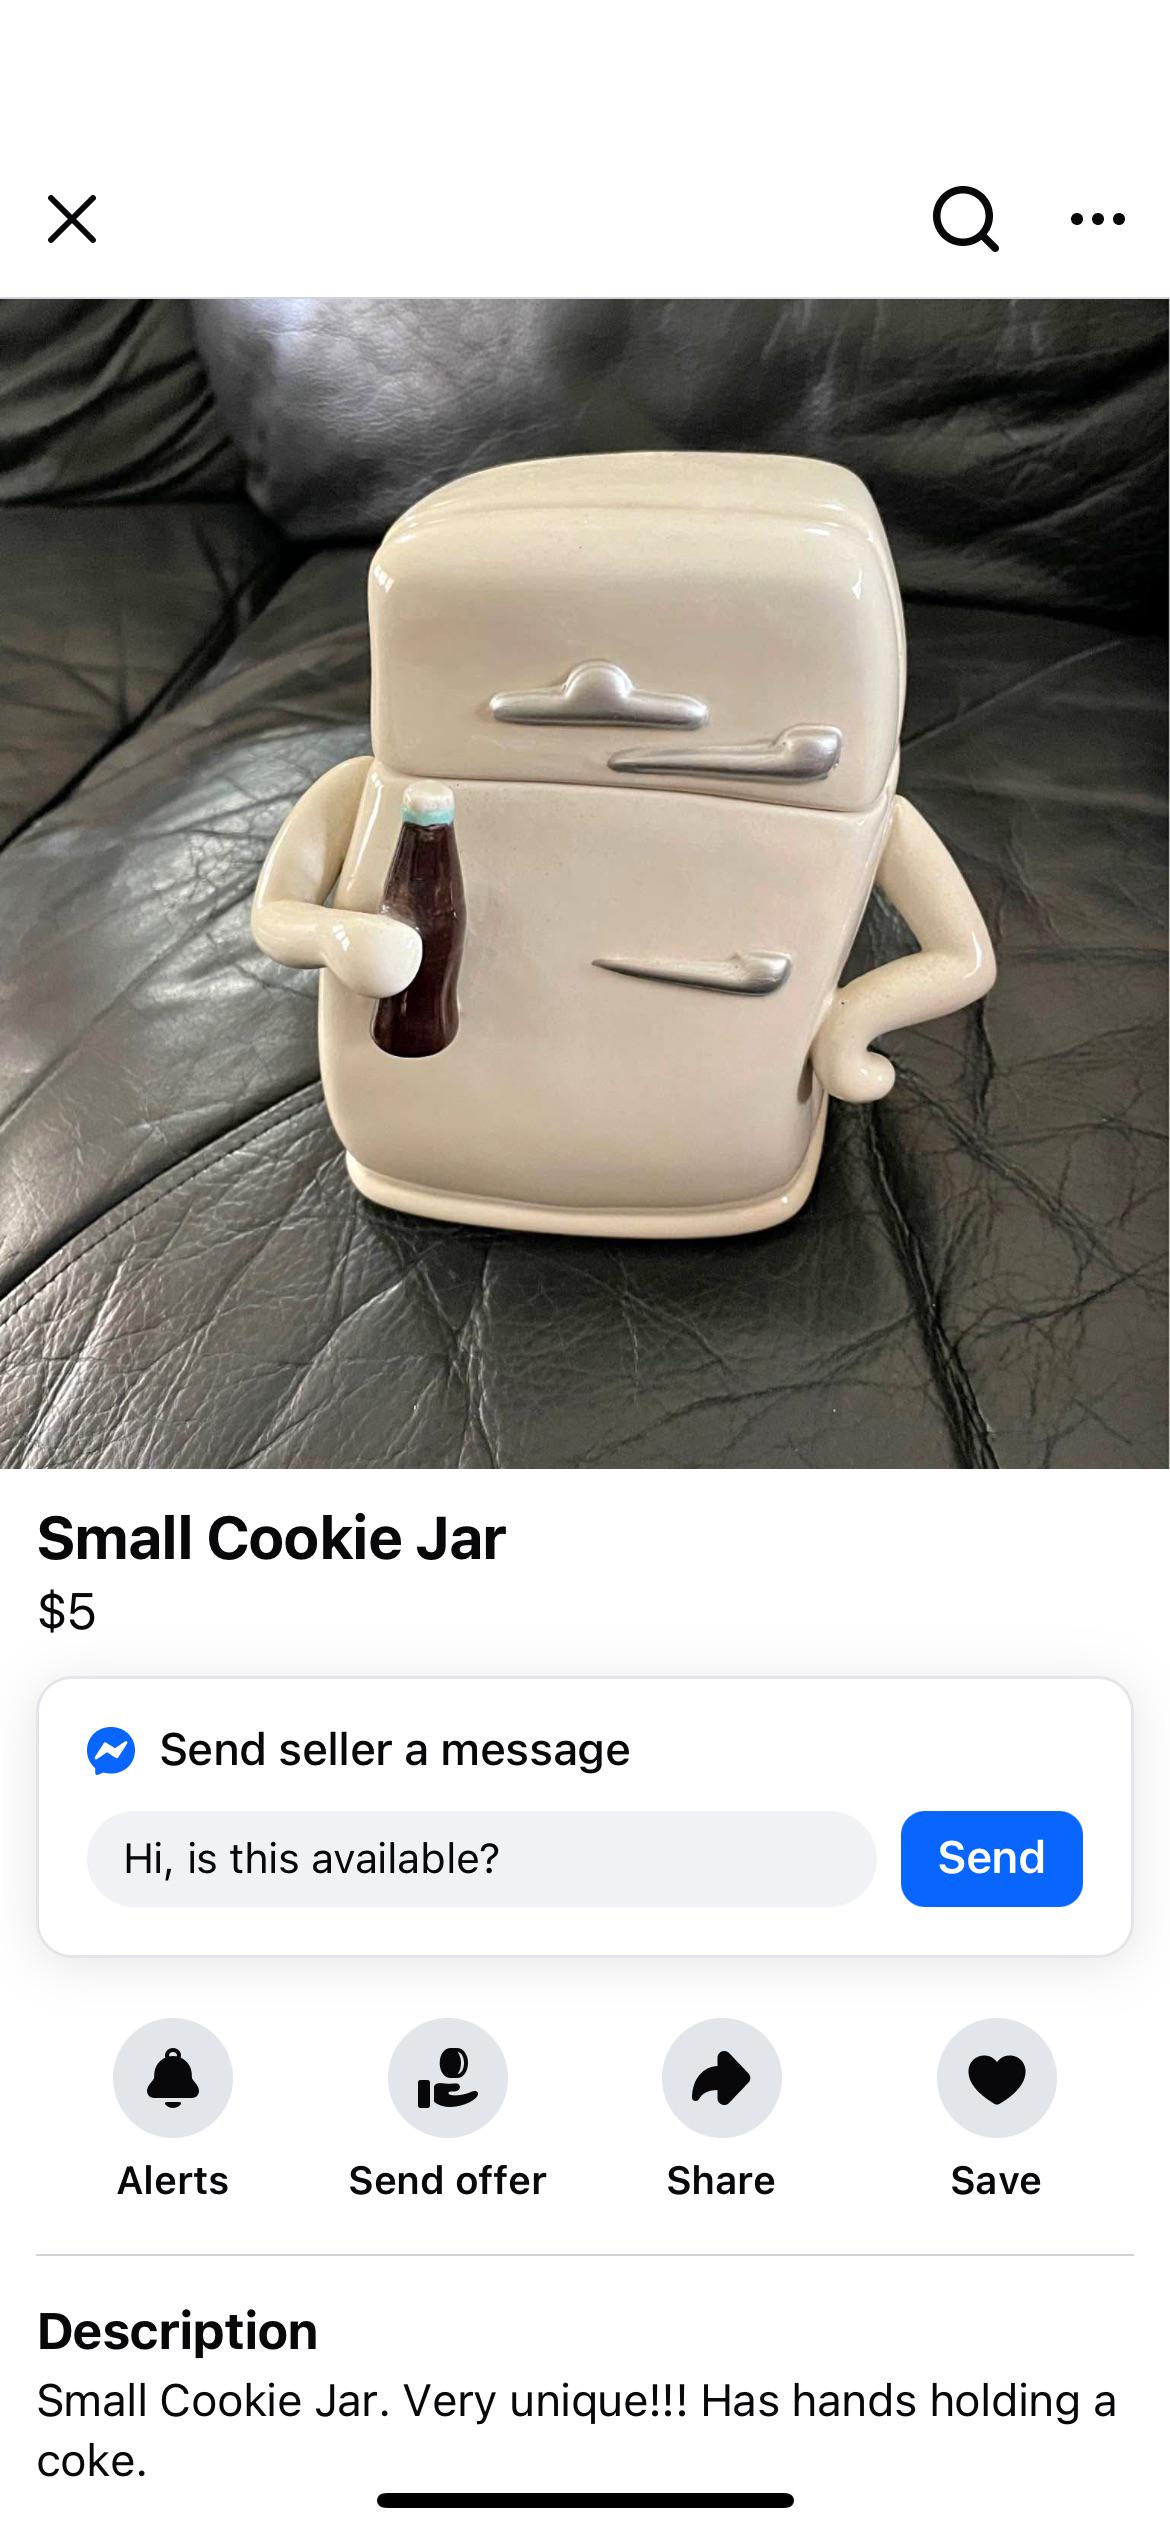 Small Cookie Jar
$5
Send seller a message
Hi, is this available?
Send
Alerts
Send offer
Share
Save
Description
Small Cookie Jar. Very unique!!! Has hands holding a
coke.